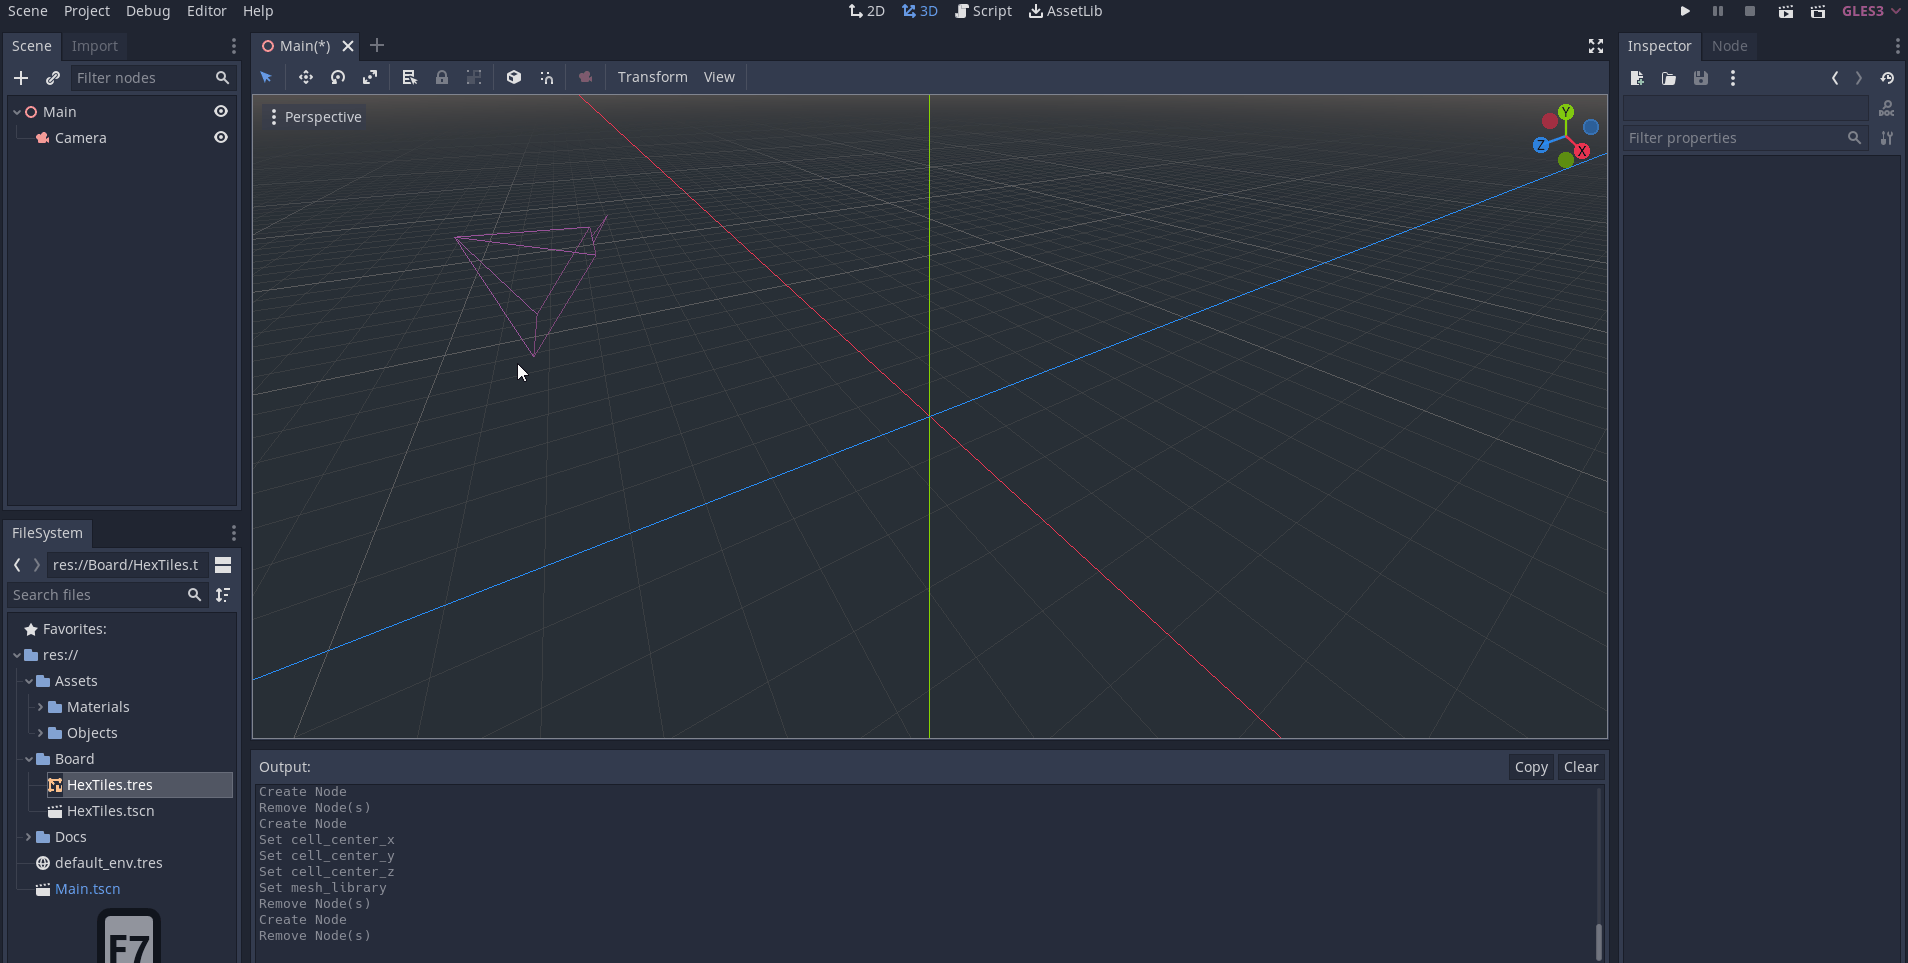 Scene Project Debug Editor Help 2D 3D Script AssetLib GLES3
Scene Import
Filter nodes
Main
Camera
Main(*)
Transform View
Perspective
Y
Z
X
Inspector Node
Filter properties
FileSystem
res://Board/HexTiles.t
Search files
Favorites:
res://
Assets
Materials
Objects
Board
HexTiles.tres
HexTiles.tscn
Docs
default_env.tres
Main.tscn
F7
Output: Copy Clear
Create Node
Remove Node(s)
Create Node
Set cell_center_x
Set cell_center_y
Set cell_center_z
Set mesh_library
Remove Node(s)
Create Node
Remove Node(s)